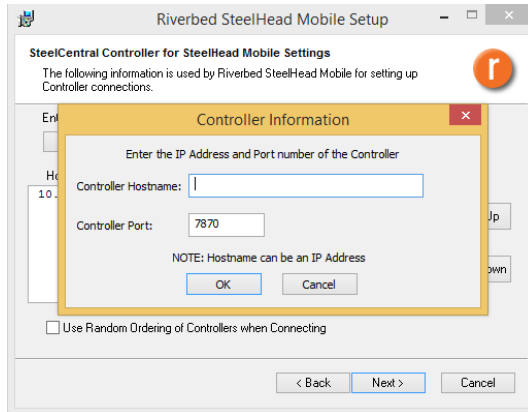 Riverbed SteelHead Mobile Setup
SteelCentral Controller for SteelHead Mobile Settings
The following information is used by Riverbed SteelHead Mobile for setting up
Controller connections.
r
Controller Information
Enter the IP Address and Port number of the Controller
Controller Hostname:
Controller Port: 7870
NOTE: Hostname can be an IP Address
OK Cancel
10.
Use Random Ordering of Controllers when Connecting
< Back Next > Cancel